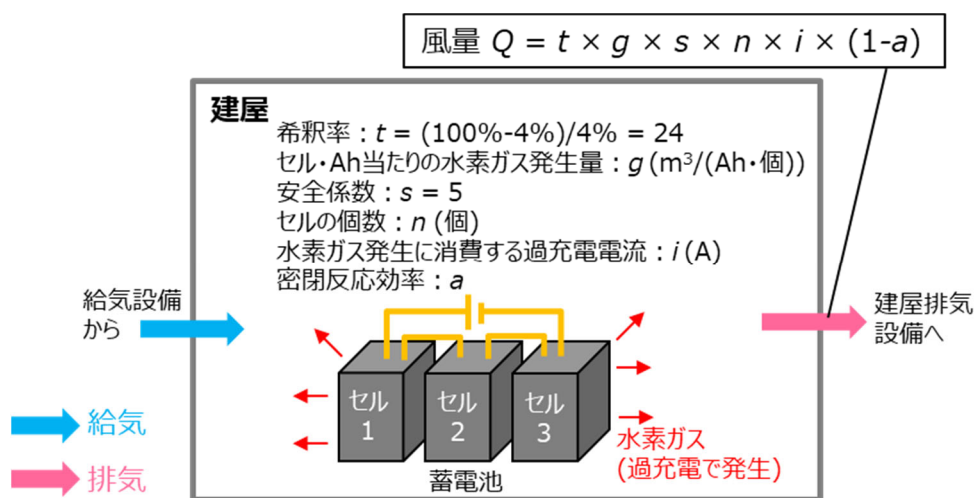 風量 Q = t × g × s × n × i × (1-a)
建屋
希釈率：t = (100%-4%)/4% = 24
セル・Ah当たりの水素ガス発生量：g (m³/(Ah・個))
安全係数：s = 5
セルの個数：n (個)
水素ガス発生に消費する過充電電流：i (A)
密閉反応効率：a
給気設備
から
建屋排気
設備へ
セル
1
セル
2
セル
3
水素ガス
(過充電で発生)
蓄電池
給気
排気